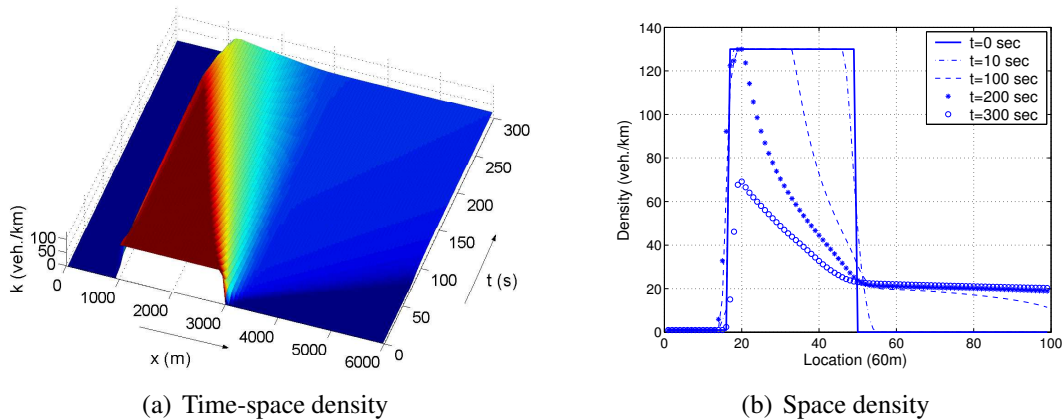 k (veh./km)
100
50
0
0
1000
2000
3000
4000
5000
6000
x (m)
0
50
100
150
200
250
300
t (s)
(a) Time-space density
Density (veh./km)
140
120
100
80
60
40
20
0
0
20
40
60
80
100
Location (60m)
t=0 sec
t=10 sec
t=100 sec
t=200 sec
t=300 sec
(b) Space density